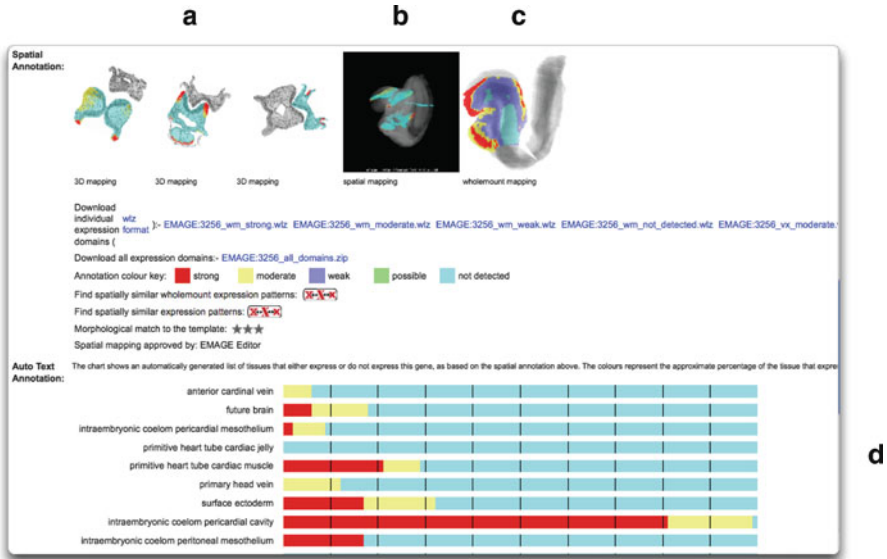 a b c
Spatial
Annotation:
3D mapping 3D mapping 3D mapping spatial mapping wholemount mapping
Download
individual
expression
domains (
wlz
format
):- EMAGE:3256_wm_strong.wlz EMAGE:3256_wm_moderate.wlz EMAGE:3256_wm_weak.wlz EMAGE:3256_wm_not_detected.wlz EMAGE:3256_vx_moderate.
Download all expression domains:- EMAGE:3256_all_domains.zip
Annotation colour key: strong moderate weak possible not detected
Find spatially similar wholemount expression patterns:
Find spatially similar expression patterns:
Morphological match to the template: ★★★
Spatial mapping approved by: EMAGE Editor
Auto Text
Annotation:
The chart shows an automatically generated list of tissues that either express or do not express this gene, as based on the spatial annotation above. The colours represent the approximate percentage of the tissue that expre
anterior cardinal vein
future brain
intraembryonic coelom pericardial mesothelium
primitive heart tube cardiac jelly
d
primitive heart tube cardiac muscle
primary head vein
surface ectoderm
intraembryonic coelom pericardial cavity
intraembryonic coelom peritoneal mesothelium